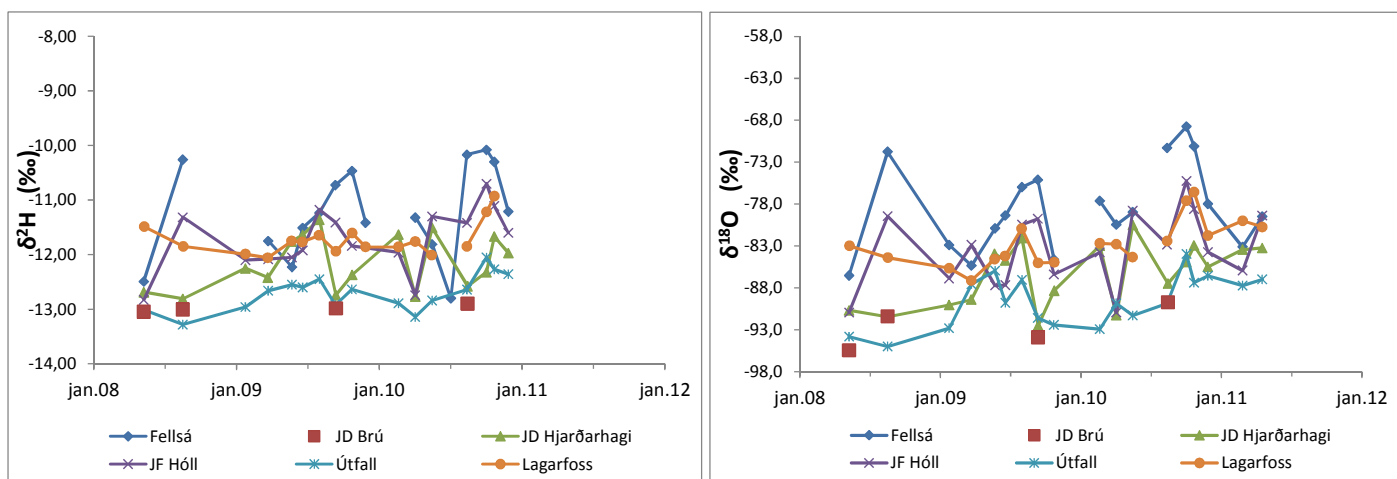 -8,00
-10,00
-11,00
-12,00
-13,00
-14,00
δ²H (‰)
jan.08 jan.09 jan.10 jan.11 jan.12
Fellsá JD Brú JD Hjarðarhagi
JF Hóll Útfall Lagarfoss
-58,0
-63,0
-68,0
-73,0
-78,0
-83,0
-88,0
-93,0
-98,0
δ¹⁸O (‰)
jan.08 jan.09 jan.10 jan.11 jan.12
Fellsá JD Brú JD Hjarðarhagi
JF Hóll Útfall Lagarfoss